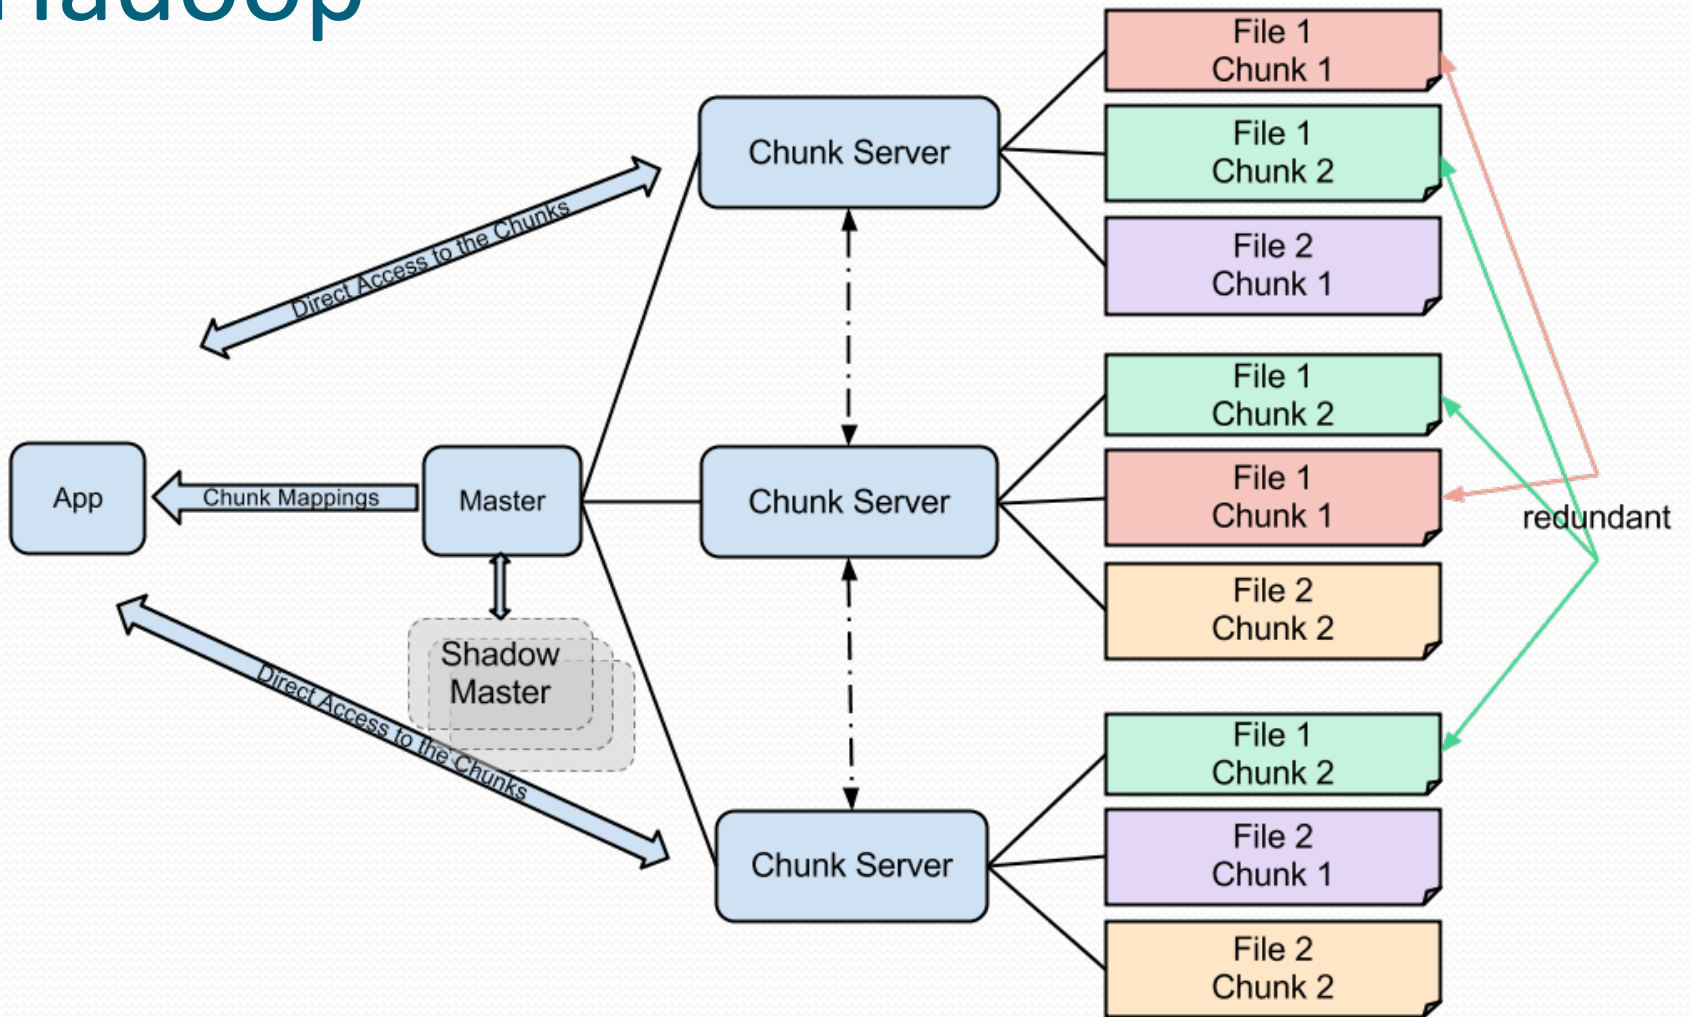 Hadoop
File 1
Chunk 1
Chunk Server
File 1
Chunk 2
File 2
Chunk 1
Direct Access to the Chunks
File 1
Chunk 2
App
Chunk Mappings
Master
Chunk Server
File 1
Chunk 1
redundant
File 2
Chunk 2
Shadow
Master
Direct Access to the Chunks
File 1
Chunk 2
Chunk Server
File 2
Chunk 1
File 2
Chunk 2